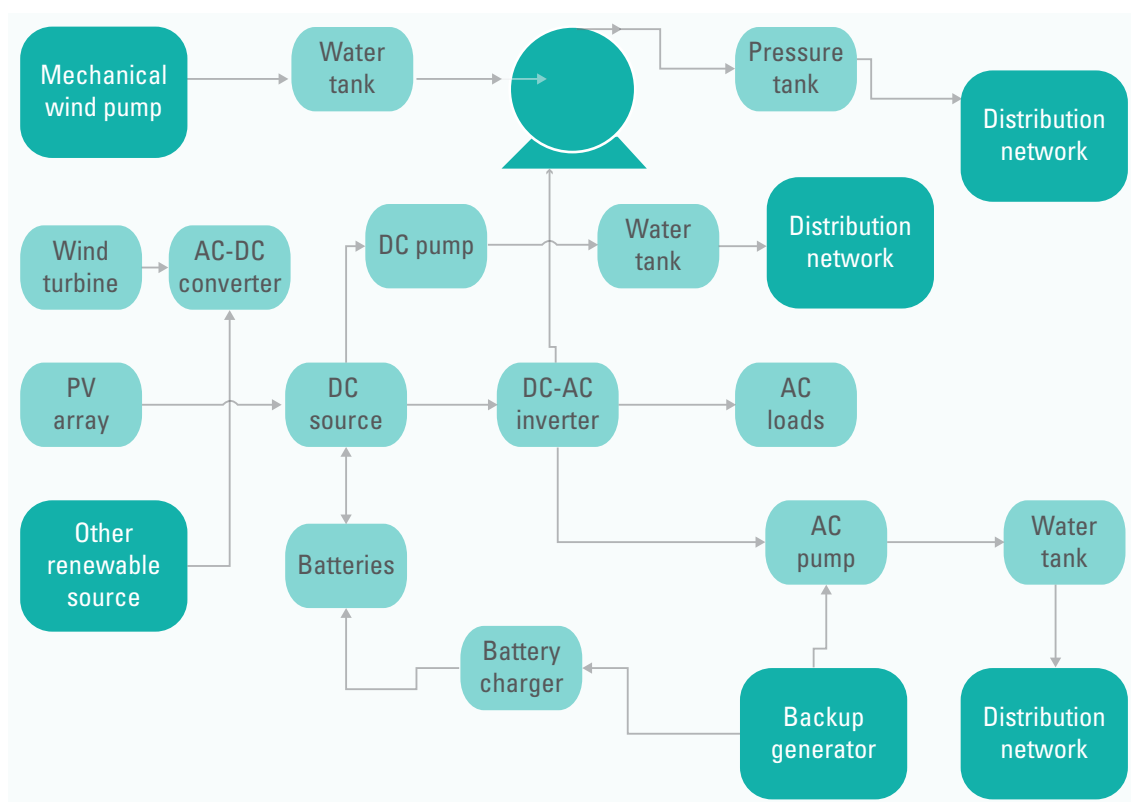 Mechanical
wind pump
Water
tank
Pressure
tank
Distribution
network
Wind
turbine
AC-DC
converter
DC pump
Water
tank
Distribution
network
PV
array
DC
source
DC-AC
inverter
AC
loads
Other
renewable
source
Batteries
AC
pump
Water
tank
Battery
charger
Backup
generator
Distribution
network